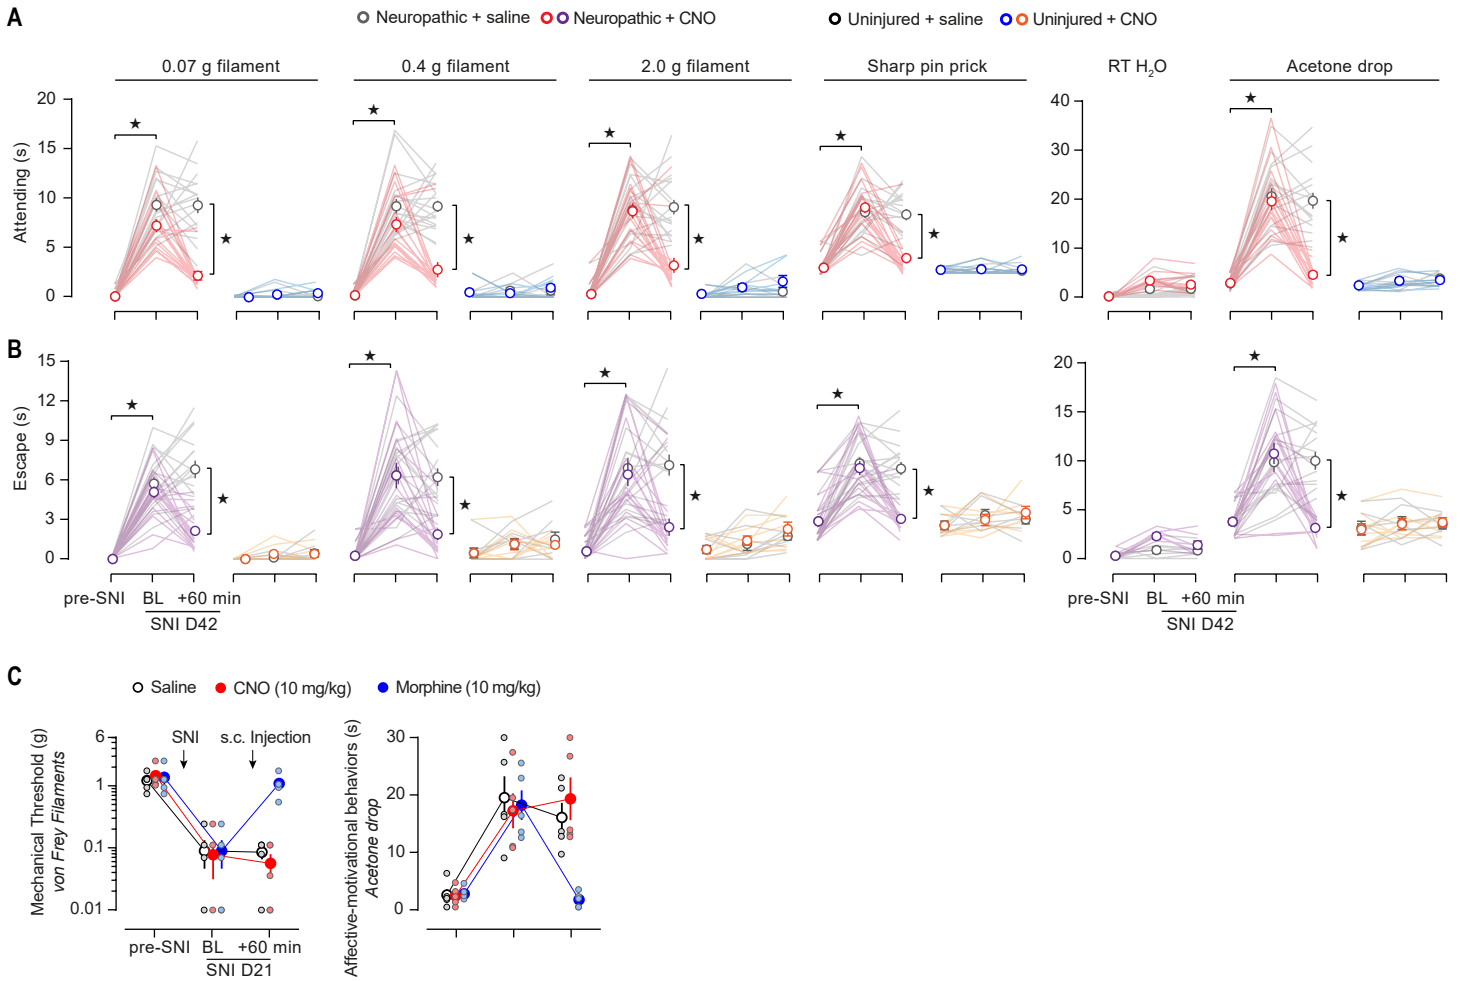 A
Neuropathic + saline Neuropathic + CNO Uninjured + saline Uninjured + CNO
0.07 g filament 0.4 g filament 2.0 g filament Sharp pin prick RT H2O Acetone drop
Attending (s)
20
15
10
5
0
★ ★ ★ ★ ★
★ ★ ★ ★ ★
40
30
20
10
0
B
Escape (s)
15
12
9
6
3
0
★ ★ ★ ★ ★
★ ★ ★ ★ ★
20
15
10
5
0
pre-SNI BL +60 min
SNI D42
pre-SNI BL +60 min
SNI D42
C
Saline CNO (10 mg/kg) Morphine (10 mg/kg)
Mechanical Threshold (g)
von Frey Filaments
6
1
0.1
0.01
SNI s.c. Injection
pre-SNI BL +60 min
SNI D21
Affective-motivational behaviors (s)
Acetone drop
30
20
10
0